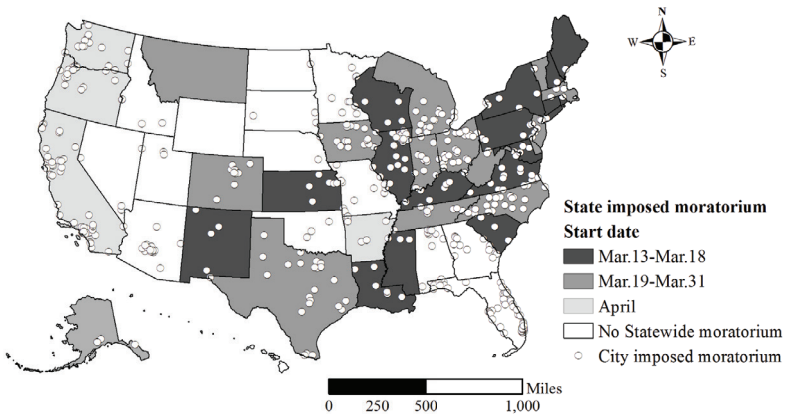 N
W E
S
State imposed moratorium
Start date
Mar.13-Mar.18
Mar.19-Mar.31
April
No Statewide moratorium
City imposed moratorium
Miles
0 250 500 1,000